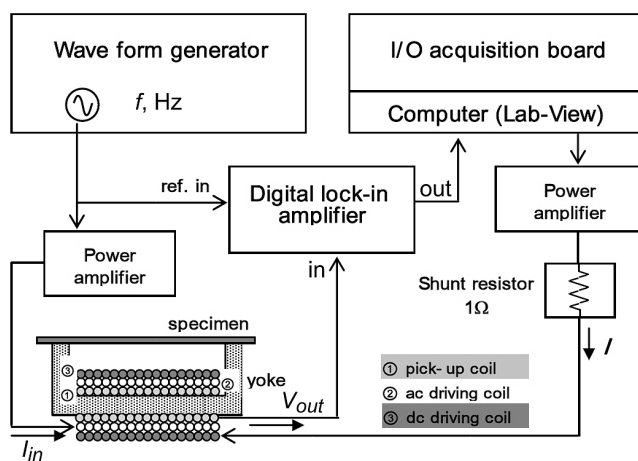 Wave form generator
f, Hz
I/O acquisition board
Computer (Lab-View)
ref. in
Digital lock-in
amplifier
out
in
Power
amplifier
Power
amplifier
Shunt resistor
1Ω
I
specimen
③
①
②
yoke
V_out
I_in
① pick- up coil
② ac driving coil
③ dc driving coil